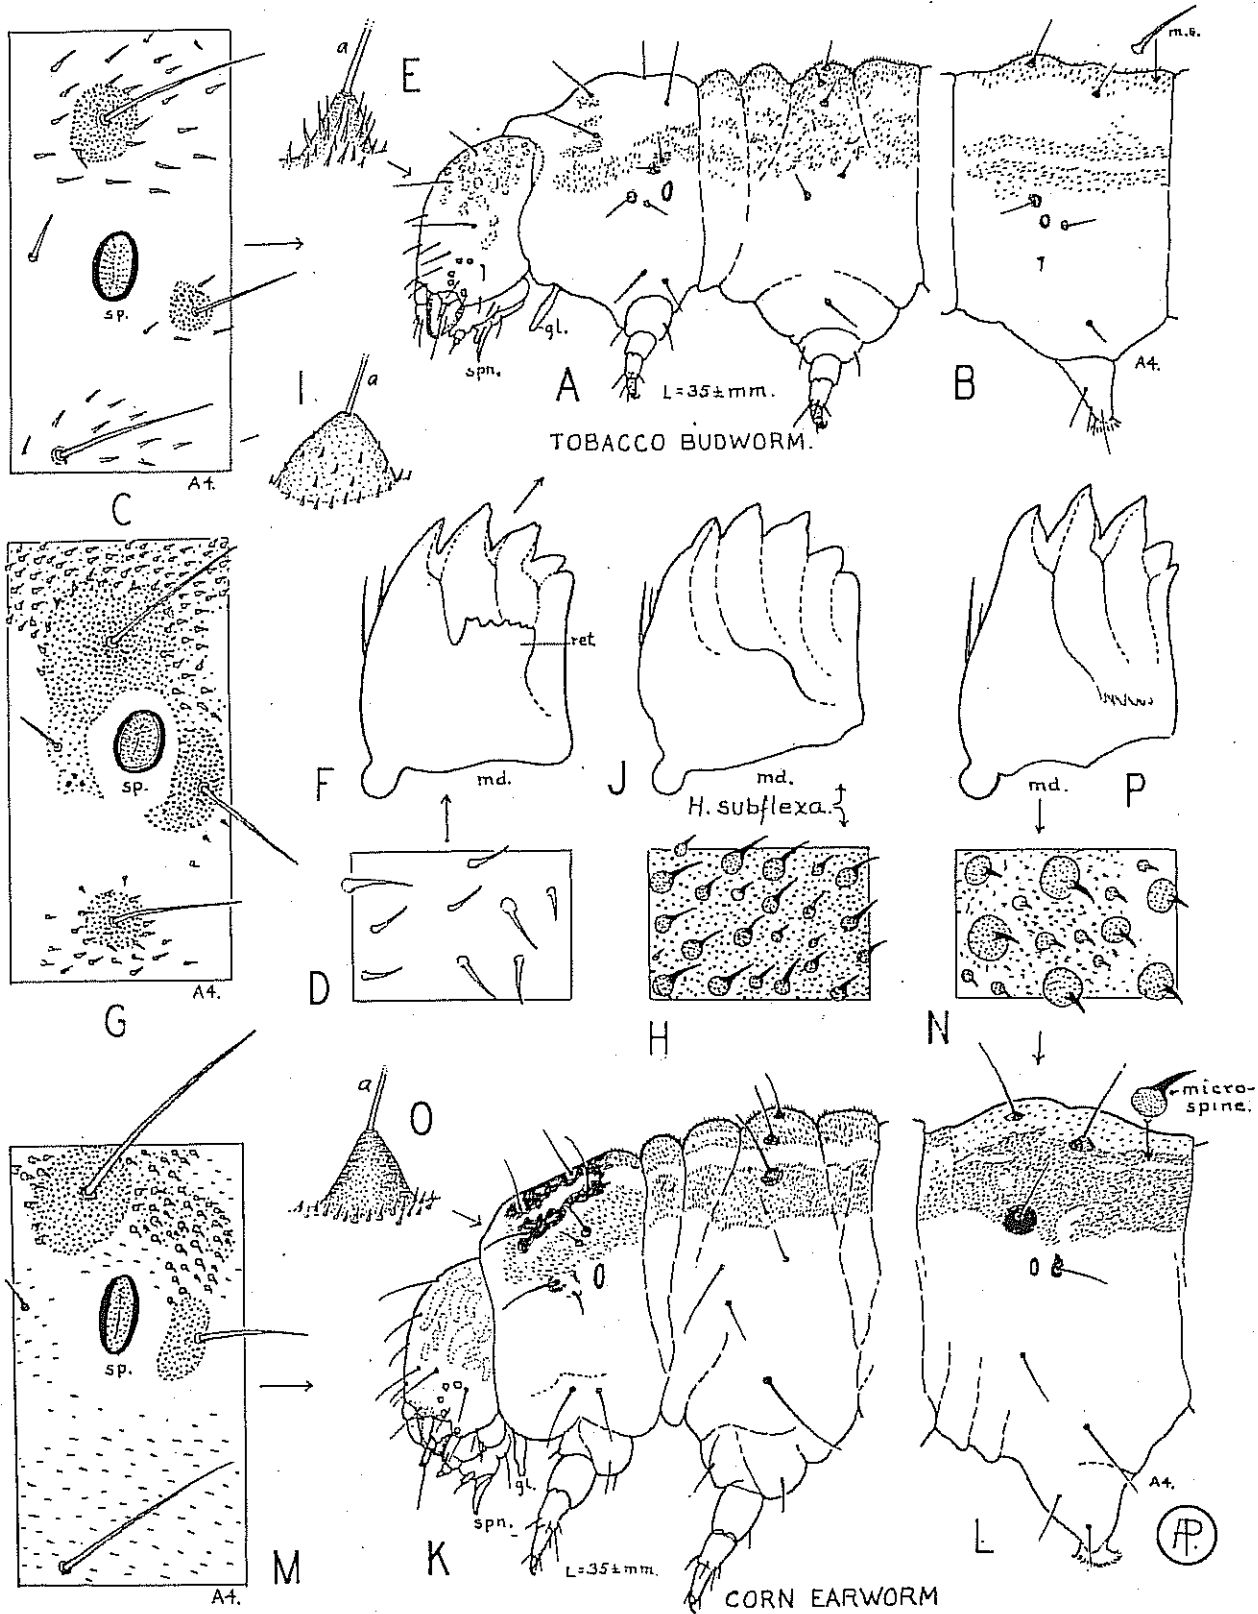 m.s.
a
E
sp.
A4.
C
gl.
spn.
A
L=35±mm.
B
A4.
I
a
TOBACCO BUDWORM.
ret
F
md.
J
md.
H. subflexa.
md.
P
sp.
A4.
G
D
H
N
a
O
micro-
spine.
sp.
A4.
M
gl.
spn.
K
L=35±mm.
L
A4.
AP.
CORN EARWORM